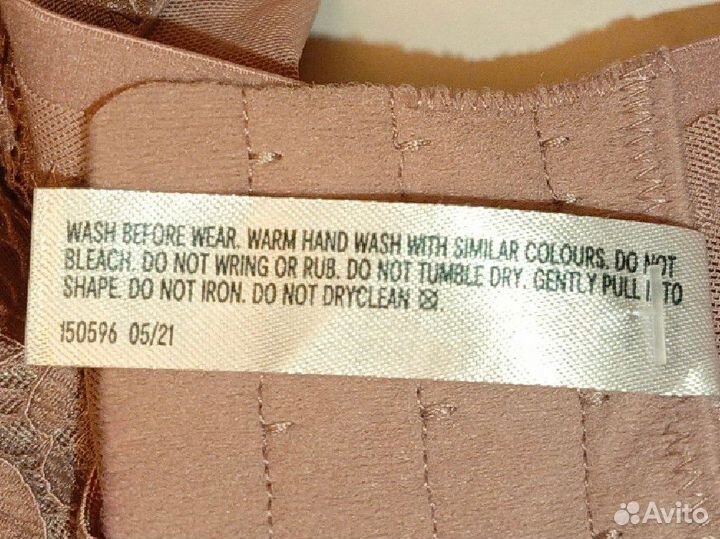 WASH BEFORE WEAR. WARM HAND WASH WITH SIMILAR COLOURS. DO NOT
BLEACH. DO NOT WRING OR RUB. DO NOT TUMBLE DRY. GENTLY PULL INTO
SHAPE. DO NOT IRON. DO NOT DRYCLEAN
150596 05/21
Avito